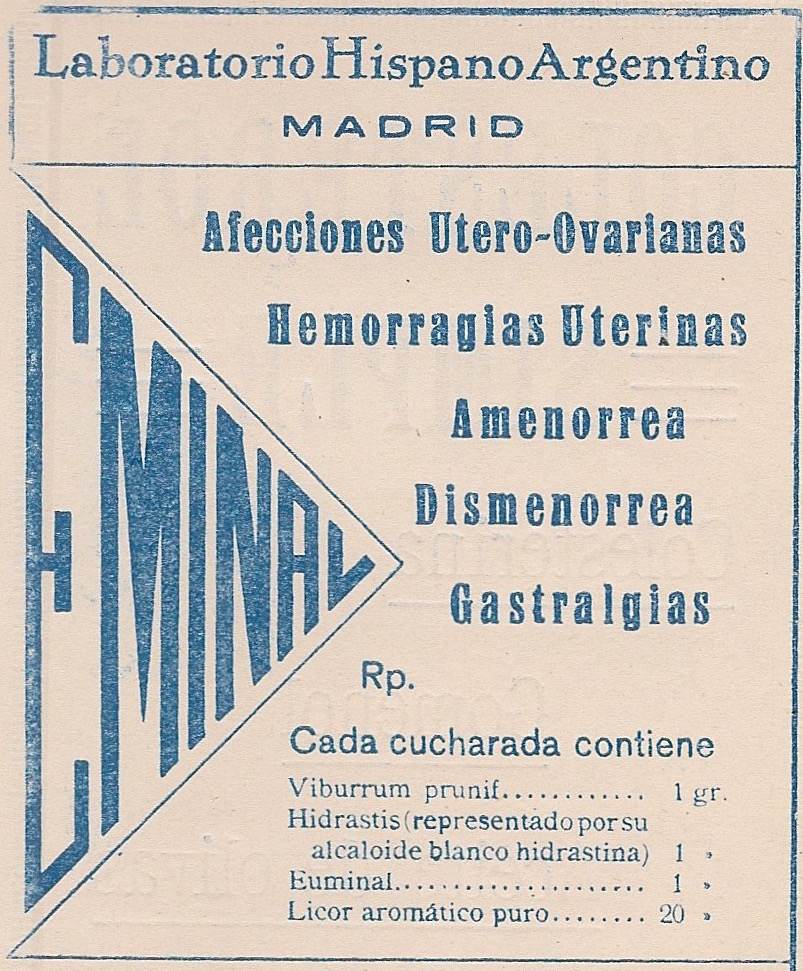 Laboratorio Hispano Argentino
MADRID
EMINAL
Afecciones Utero-Ovarianas
Hemorragias Uterinas
Amenorrea
Dismenorrea
Gastralgias
Rp.
Cada cucharada contiene
Viburrum prunif............ 1 gr.
Hidrastis (representado por su
alcaloide blanco hidrastina) 1 »
Euminal..................... 1 »
Licor aromático puro........ 20 »